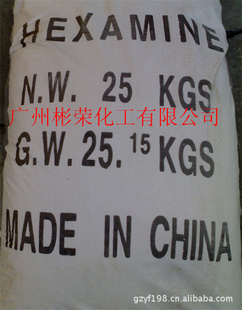 HEXAMINE
N.W. 25 KGS
广州彬荣化工有限公司
G.W. 25.15 KGS
MADE IN CHINA
gzyf198.cn.alibaba.com